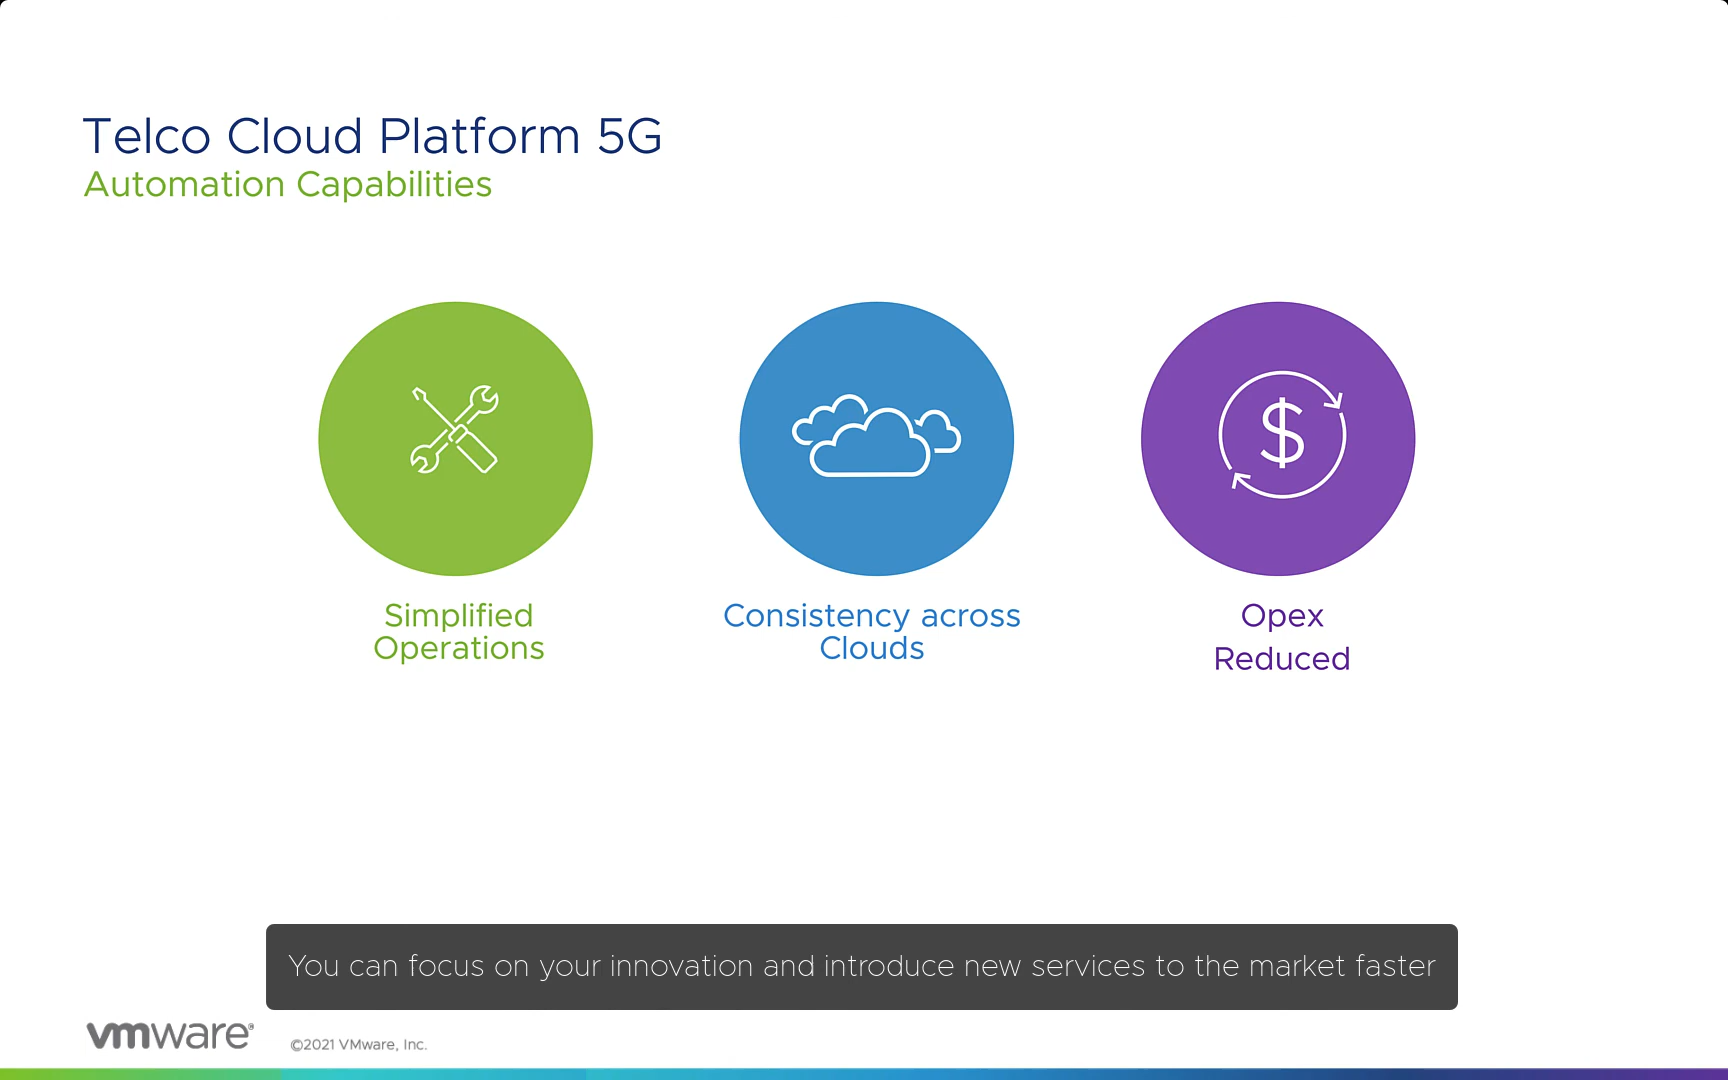 Telco Cloud Platform 5G
Automation Capabilities
$
Simplified
Operations
Consistency across
Clouds
Opex
Reduced
You can focus on your innovation and introduce new services to the market faster
vmware®
©2021 VMware, Inc.